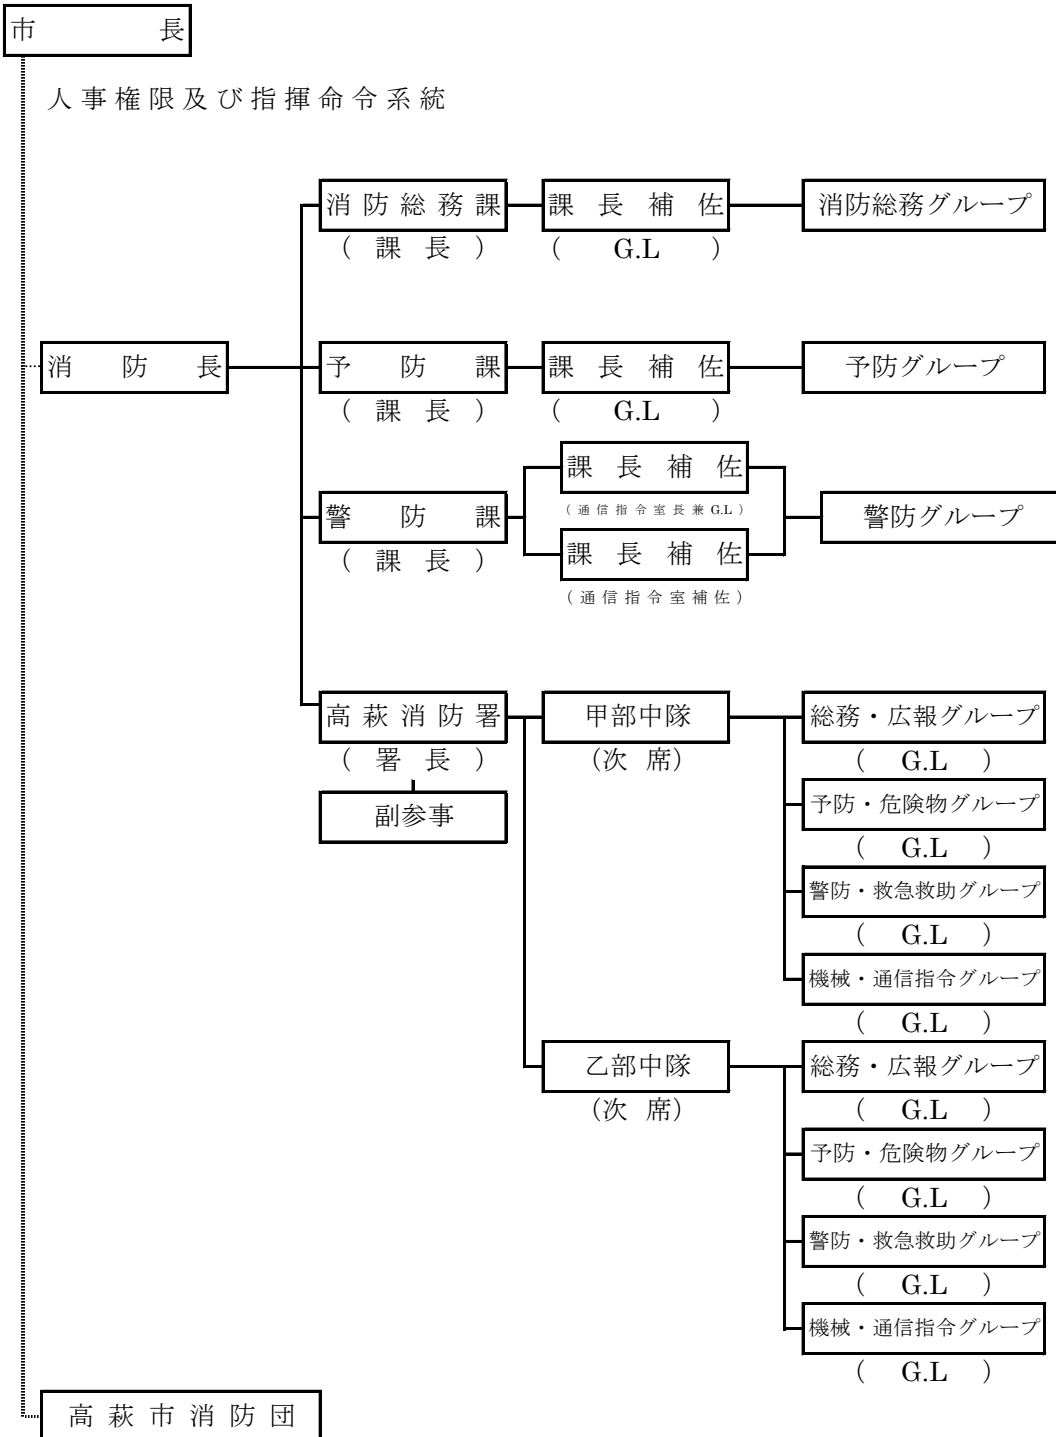 市長
人事権限及び指揮命令系統
消防総務課 課長補佐 消防総務グループ
(課長) (G.L)
消防長 予防課 課長補佐 予防グループ
(課長) (G.L)
課長補佐
(通信指令室長兼G.L)
警防課 警防グループ
(課長)
課長補佐
(通信指令室補佐)
高萩消防署 甲部中隊 総務・広報グループ
(署長) (次席) (G.L)
副参事 予防・危険物グループ
(G.L)
警防・救急救助グループ
(G.L)
機械・通信指令グループ
(G.L)
乙部中隊 総務・広報グループ
(次席) (G.L)
予防・危険物グループ
(G.L)
警防・救急救助グループ
(G.L)
機械・通信指令グループ
(G.L)
高萩市消防団